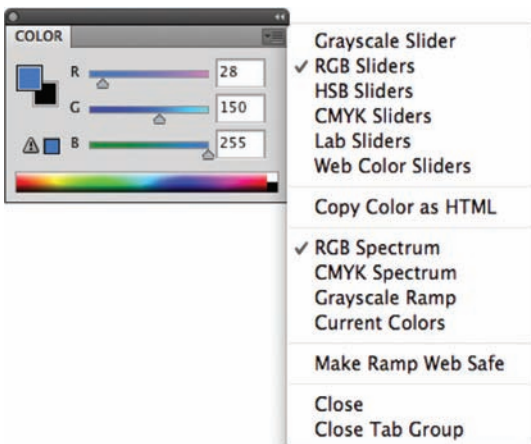 COLOR
R 28
G 150
B 255
Grayscale Slider
✓ RGB Sliders
HSB Sliders
CMYK Sliders
Lab Sliders
Web Color Sliders
Copy Color as HTML
✓ RGB Spectrum
CMYK Spectrum
Grayscale Ramp
Current Colors
Make Ramp Web Safe
Close
Close Tab Group